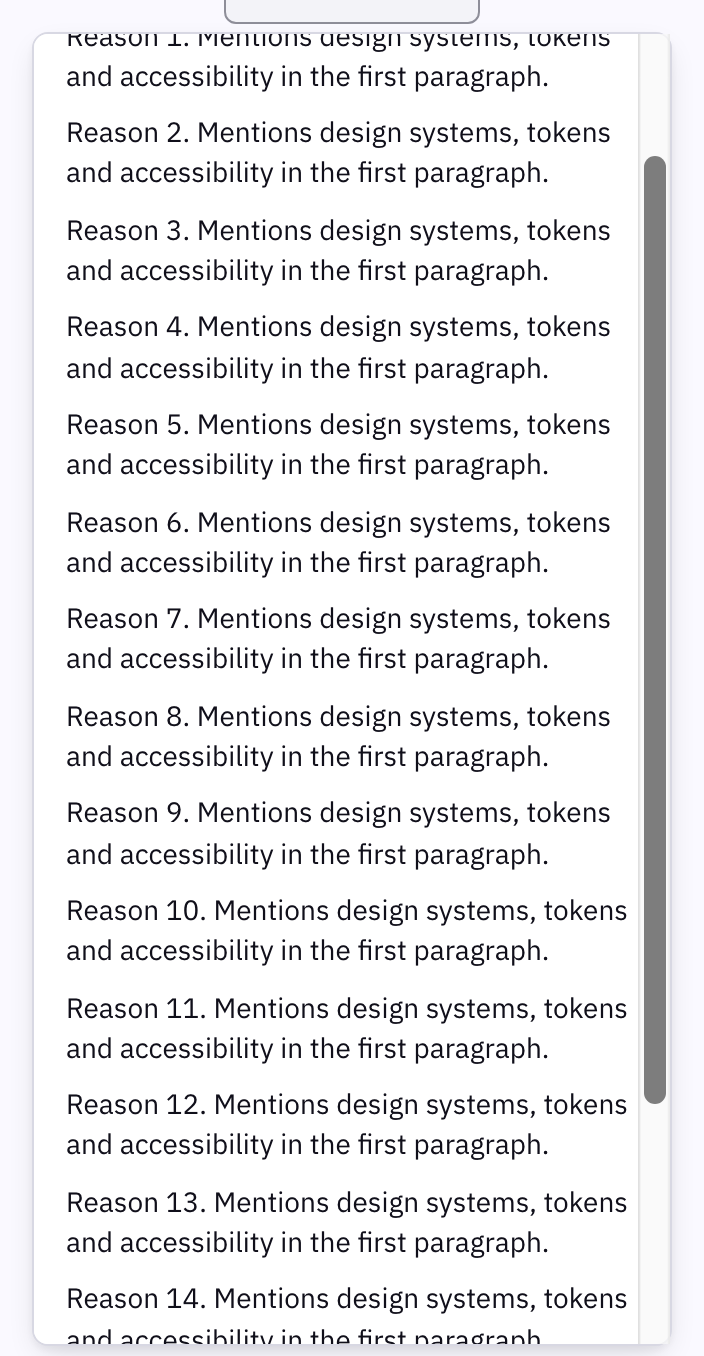 Reason 1. Mentions design systems, tokens
and accessibility in the first paragraph.
Reason 2. Mentions design systems, tokens
and accessibility in the first paragraph.
Reason 3. Mentions design systems, tokens
and accessibility in the first paragraph.
Reason 4. Mentions design systems, tokens
and accessibility in the first paragraph.
Reason 5. Mentions design systems, tokens
and accessibility in the first paragraph.
Reason 6. Mentions design systems, tokens
and accessibility in the first paragraph.
Reason 7. Mentions design systems, tokens
and accessibility in the first paragraph.
Reason 8. Mentions design systems, tokens
and accessibility in the first paragraph.
Reason 9. Mentions design systems, tokens
and accessibility in the first paragraph.
Reason 10. Mentions design systems, tokens
and accessibility in the first paragraph.
Reason 11. Mentions design systems, tokens
and accessibility in the first paragraph.
Reason 12. Mentions design systems, tokens
and accessibility in the first paragraph.
Reason 13. Mentions design systems, tokens
and accessibility in the first paragraph.
Reason 14. Mentions design systems, tokens
and accessibility in the first paragraph.